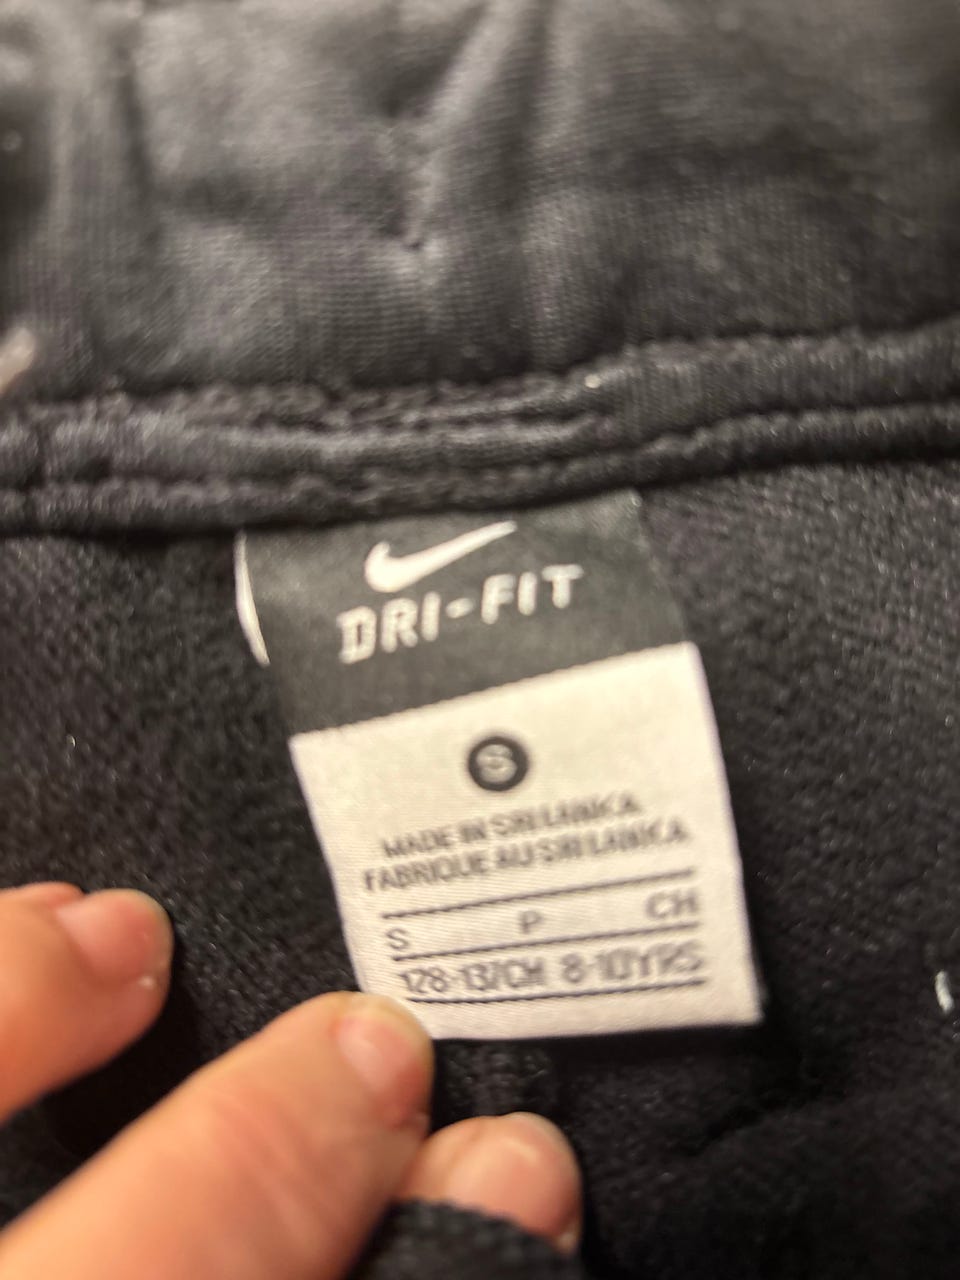 DRI-FIT
S
MADE IN SRI LANKA
FABRIQUE AU SRI LANKA
S P CH
128-137CM 8-10YRS